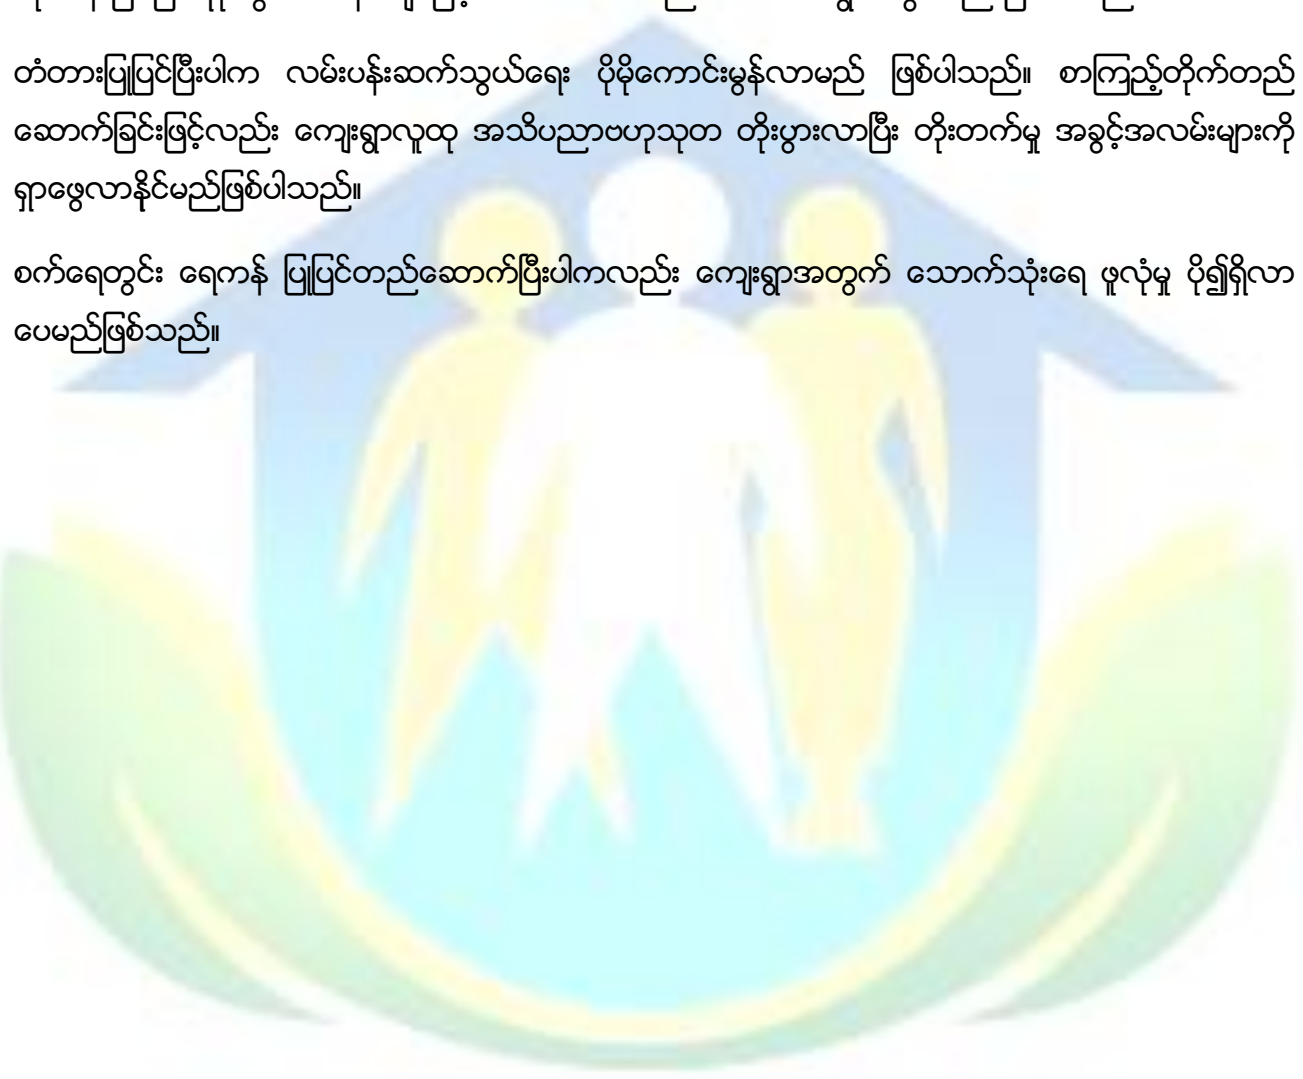 တံတားပြုပြင်ပြီးပါက လမ်းပန်းဆက်သွယ်ရေး ပိုမိုကောင်းမွန်လာမည် ဖြစ်ပါသည်။ စာကြည့်တိုက်တည်
ဆောက်ခြင်းဖြင့်လည်း ကျေးရွာလူထု အသိပညာဗဟုသုတ တိုးပွားလာပြီး တိုးတက်မှု အခွင့်အလမ်းများကို
ရှာဖွေလာနိုင်မည်ဖြစ်ပါသည်။
စက်ရေတွင်း ရေကန် ပြုပြင်တည်ဆောက်ပြီးပါကလည်း ကျေးရွာအတွက် သောက်သုံးရေ ဖူလုံမှု ပို၍ရှိလာ
ပေမည်ဖြစ်သည်။